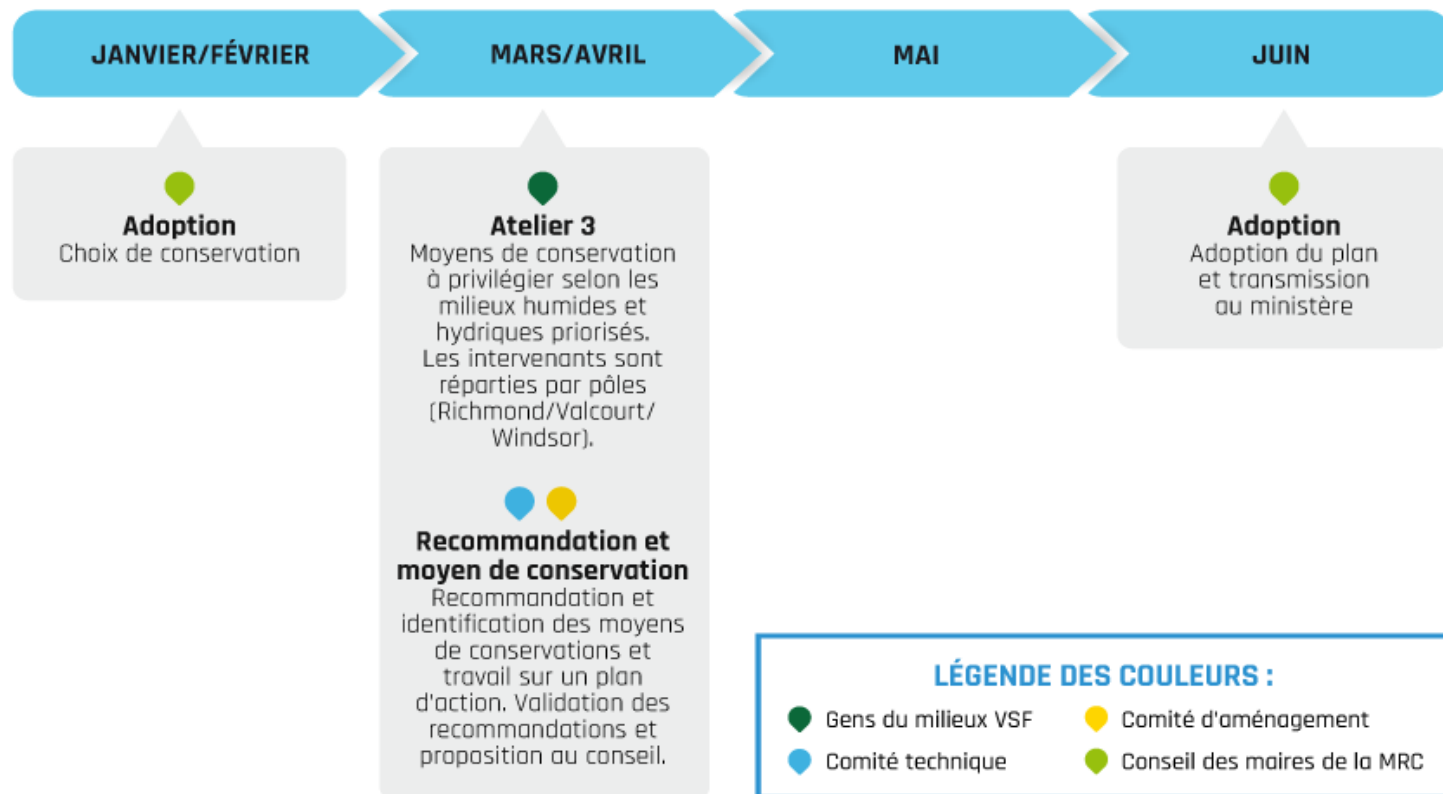 JANVIER/FÉVRIER
MARS/AVRIL
MAI
JUIN
Adoption
Choix de conservation
Atelier 3
Moyens de conservation
à privilégier selon les
milieux humides et
hydriques priorisés.
Les intervenants sont
réparties par pôles
(Richmond/Valcourt/
Windsor).
Recommandation et
moyen de conservation
Recommandation et
identification des moyens
de conservations et
travail sur un plan
d'action. Validation des
recommandations et
proposition au conseil.
Adoption
Adoption du plan
et transmission
au ministère
LÉGENDE DES COULEURS :
Gens du milieux VSF
Comité d'aménagement
Comité technique
Conseil des maires de la MRC